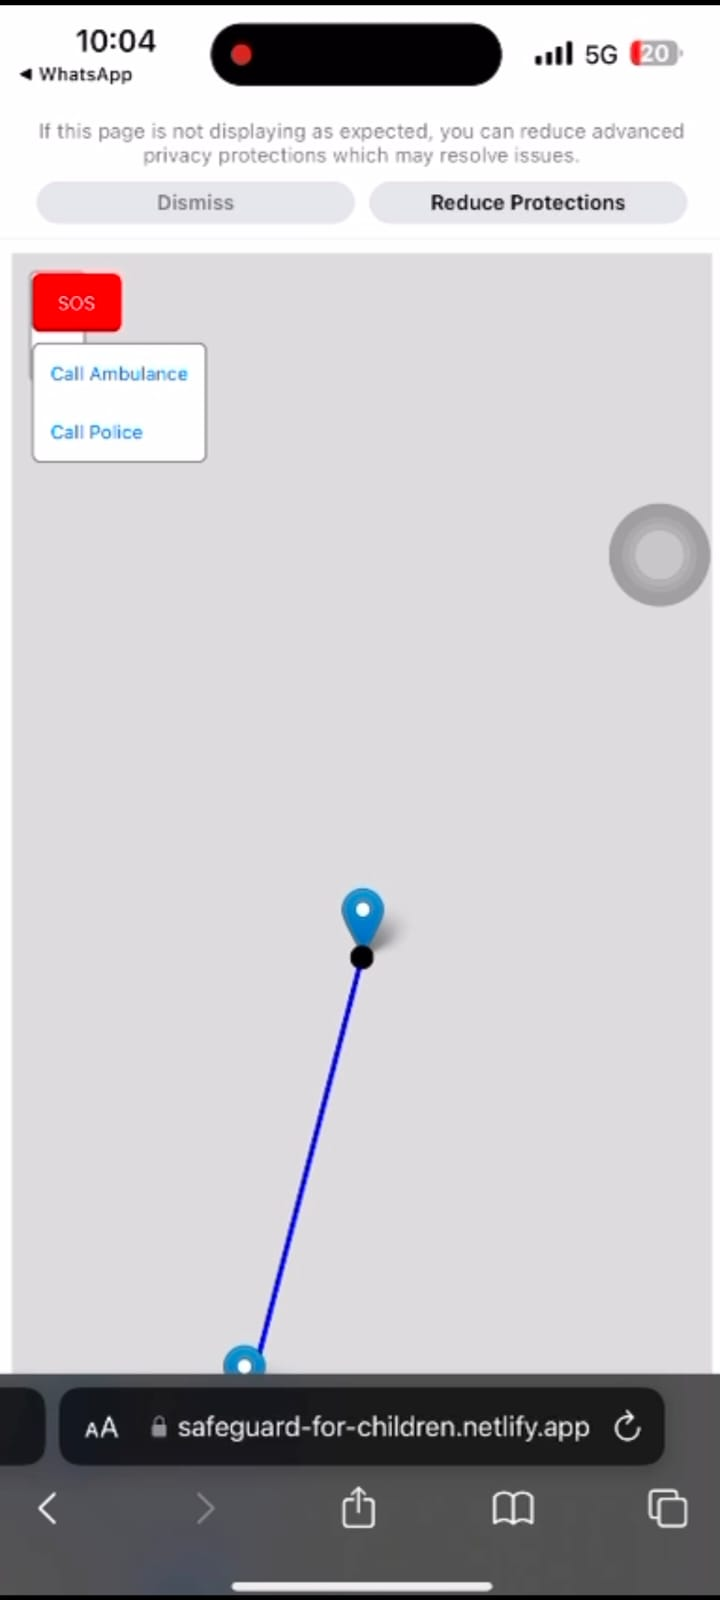 10:04
5G
20
◀ WhatsApp
If this page is not displaying as expected, you can reduce advanced
privacy protections which may resolve issues.
Dismiss
Reduce Protections
SOS
Call Ambulance
Call Police
AA
safeguard-for-children.netlify.app